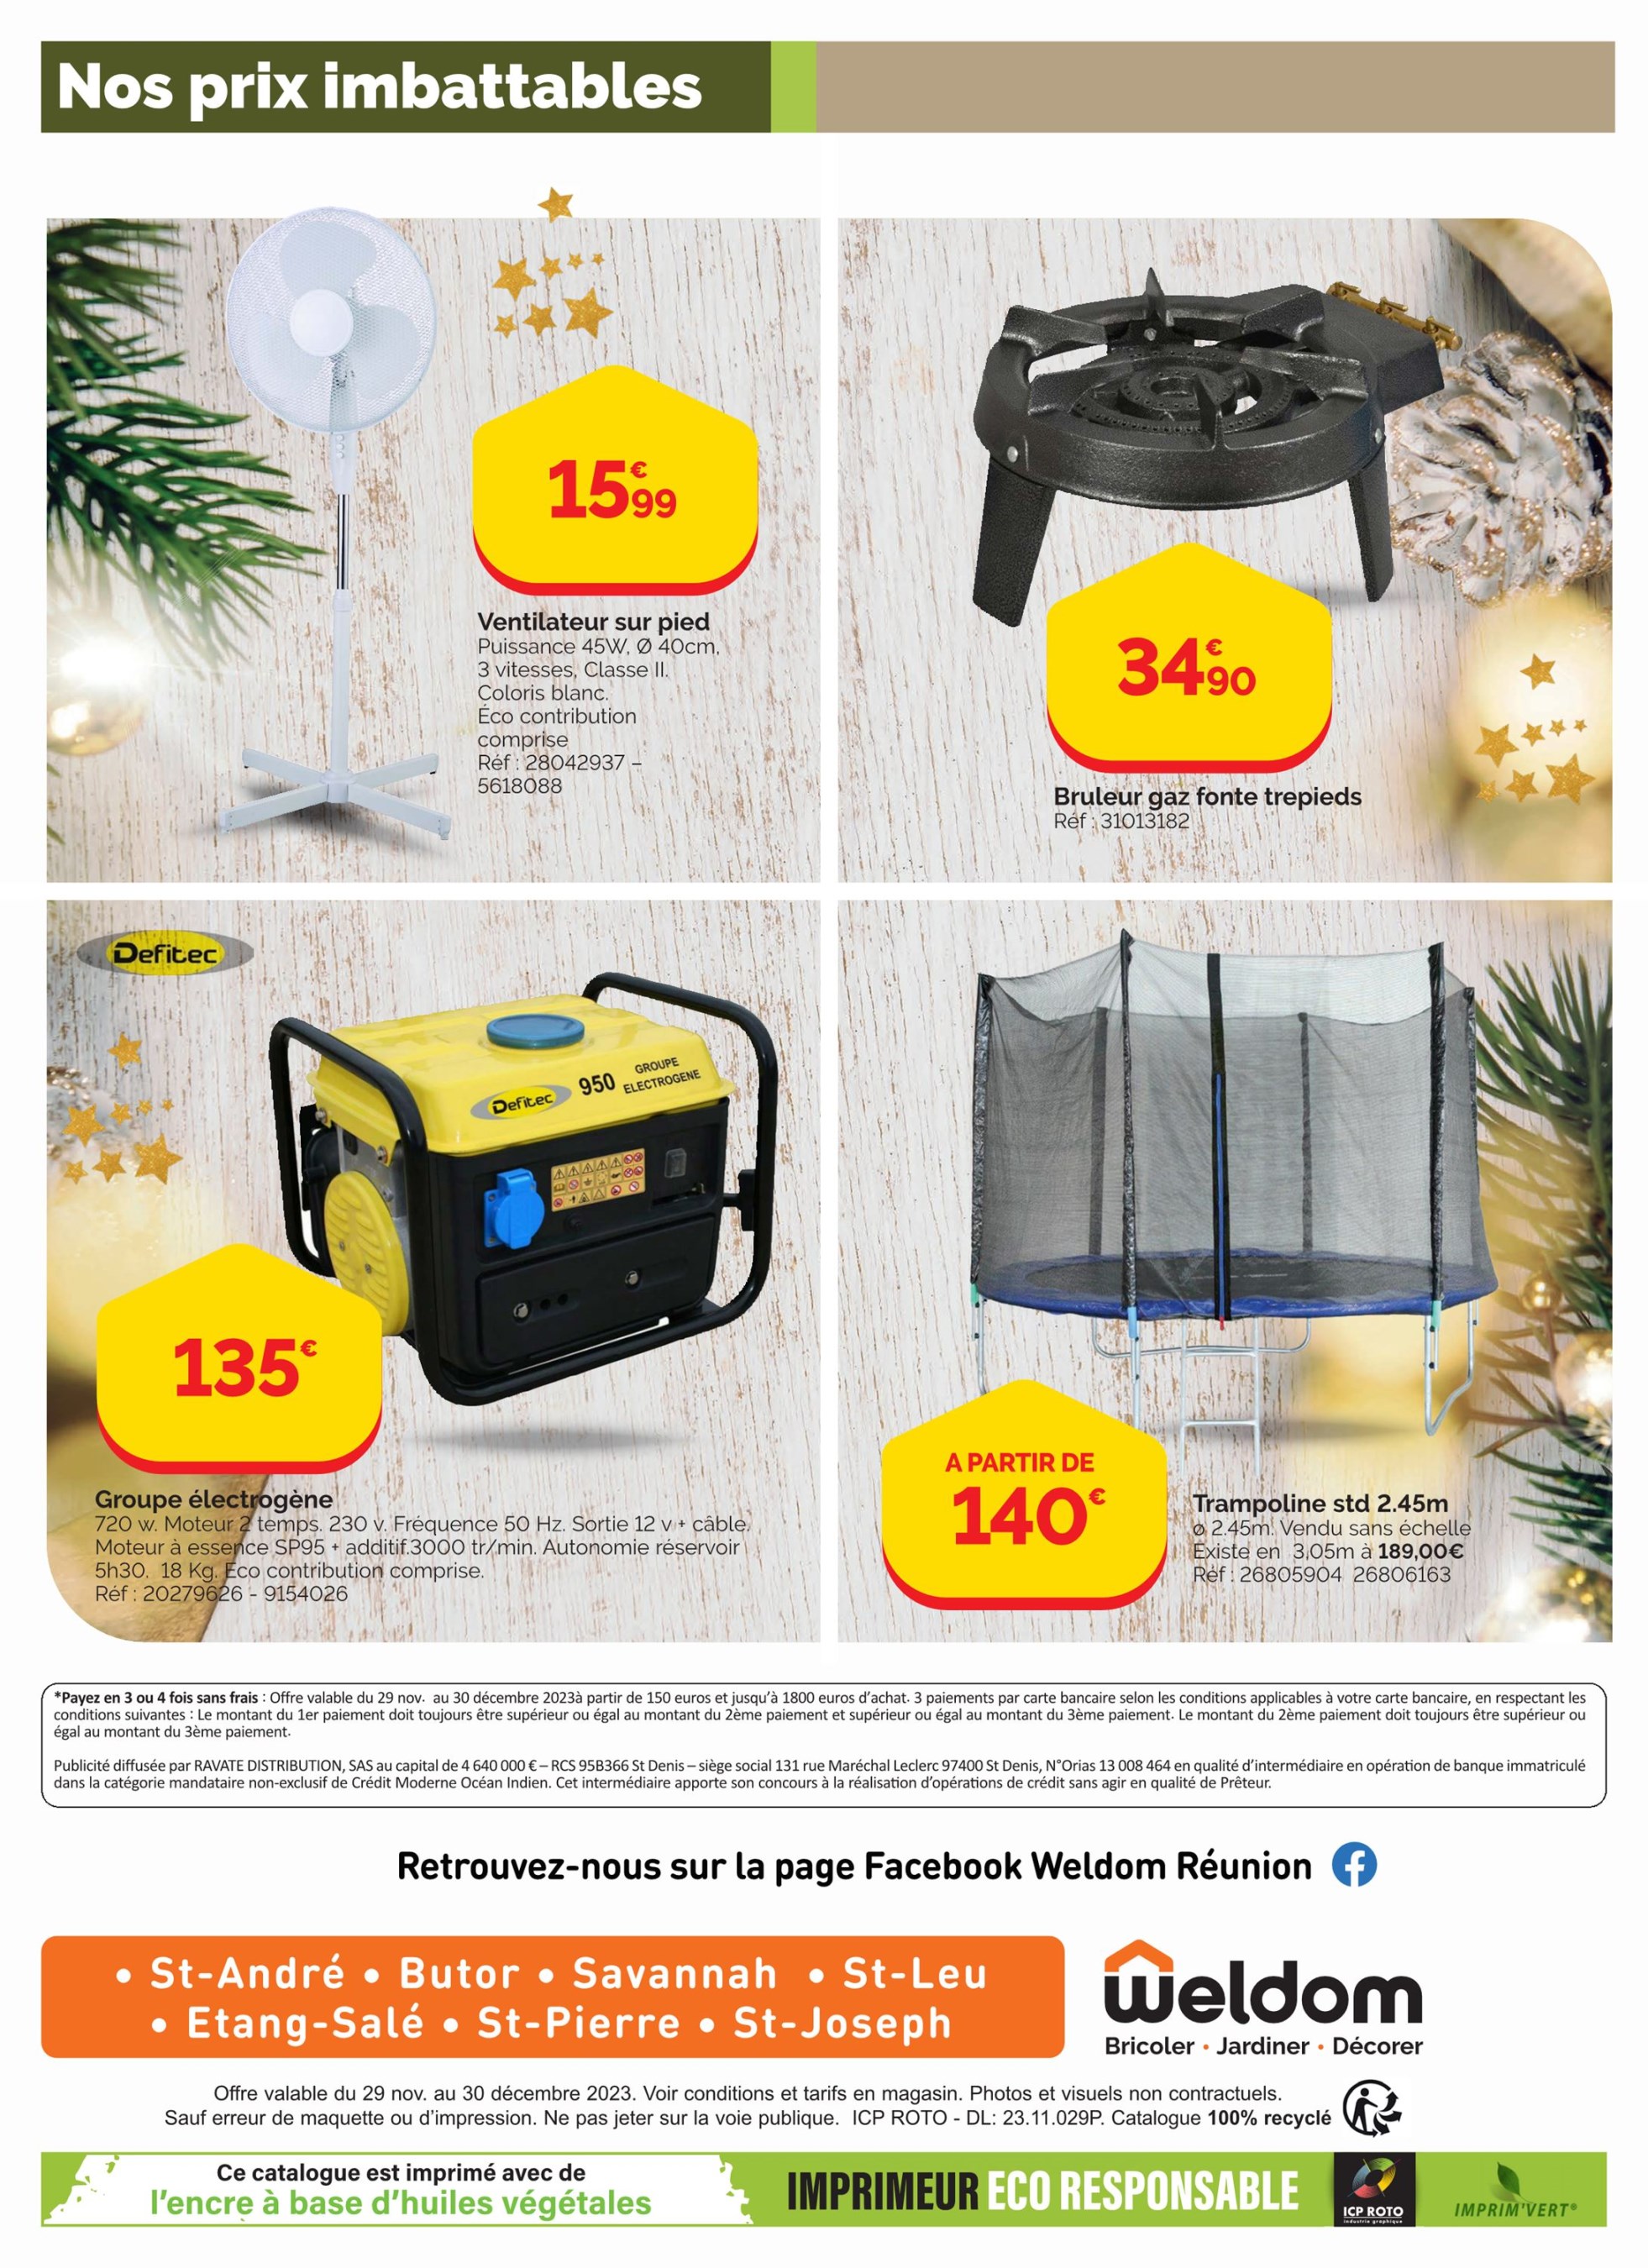 Nos prix imbattables
15€99
Ventilateur sur pied
Puissance 45W, Ø 40cm,
3 vitesses, Classe II.
Coloris blanc.
Éco contribution
comprise
Réf : 28042937 –
5618088
34€90
Bruleur gaz fonte trepieds
Réf : 31013182
Defitec
Defitec 950 GROUPE
ELECTROGENE
135€
Groupe électrogène
720 w. Moteur 2 temps. 230 v. Fréquence 50 Hz. Sortie 12 v + câble.
Moteur à essence SP95 + additif.3000 tr/min. Autonomie réservoir
5h30. 18 Kg. Eco contribution comprise.
Réf : 20279626 - 9154026
A PARTIR DE
140€
Trampoline std 2.45m
ø 2.45m. Vendu sans échelle
Existe en 3,05m à 189,00€
Réf : 26805904 26806163
*Payez en 3 ou 4 fois sans frais : Offre valable du 29 nov. au 30 décembre 2023à partir de 150 euros et jusqu'à 1800 euros d'achat. 3 paiements par carte bancaire selon les conditions applicables à votre carte bancaire, en respectant les
conditions suivantes : Le montant du 1er paiement doit toujours être supérieur ou égal au montant du 2ème paiement et supérieur ou égal au montant du 3ème paiement. Le montant du 2ème paiement doit toujours être supérieur ou
égal au montant du 3ème paiement.
Publicité diffusée par RAVATE DISTRIBUTION, SAS au capital de 4 640 000 € – RCS 95B366 St Denis – siège social 131 rue Maréchal Leclerc 97400 St Denis, N°Orias 13 008 464 en qualité d'intermédiaire en opération de banque immatriculé
dans la catégorie mandataire non-exclusif de Crédit Moderne Océan Indien. Cet intermédiaire apporte son concours à la réalisation d'opérations de crédit sans agir en qualité de Prêteur.
Retrouvez-nous sur la page Facebook Weldom Réunion
• St-André • Butor • Savannah • St-Leu
• Etang-Salé • St-Pierre • St-Joseph
weldom
Bricoler • Jardiner • Décorer
Offre valable du 29 nov. au 30 décembre 2023. Voir conditions et tarifs en magasin. Photos et visuels non contractuels.
Sauf erreur de maquette ou d'impression. Ne pas jeter sur la voie publique. ICP ROTO - DL: 23.11.029P. Catalogue 100% recyclé
Ce catalogue est imprimé avec de
l'encre à base d'huiles végétales
IMPRIMEUR ECO RESPONSABLE
ICP ROTO
industrie graphique
IMPRIM'VERT®